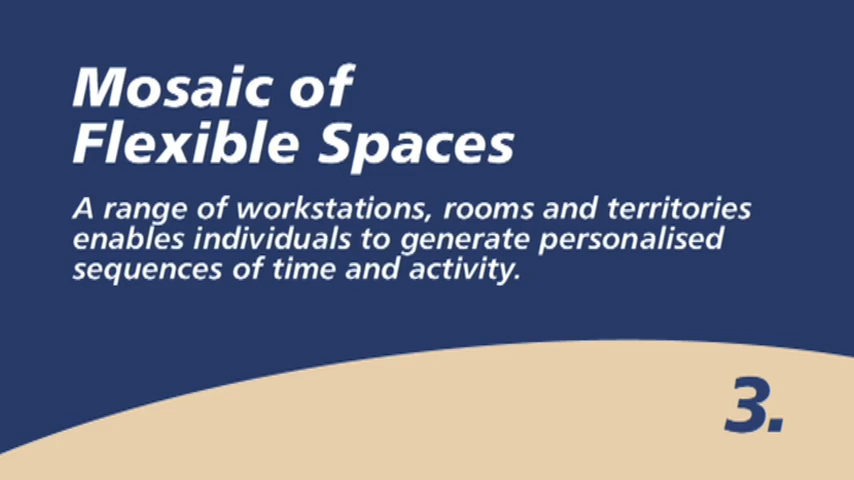 Mosaic of
Flexible Spaces
A range of workstations, rooms and territories
enables individuals to generate personalised
sequences of time and activity.
3.